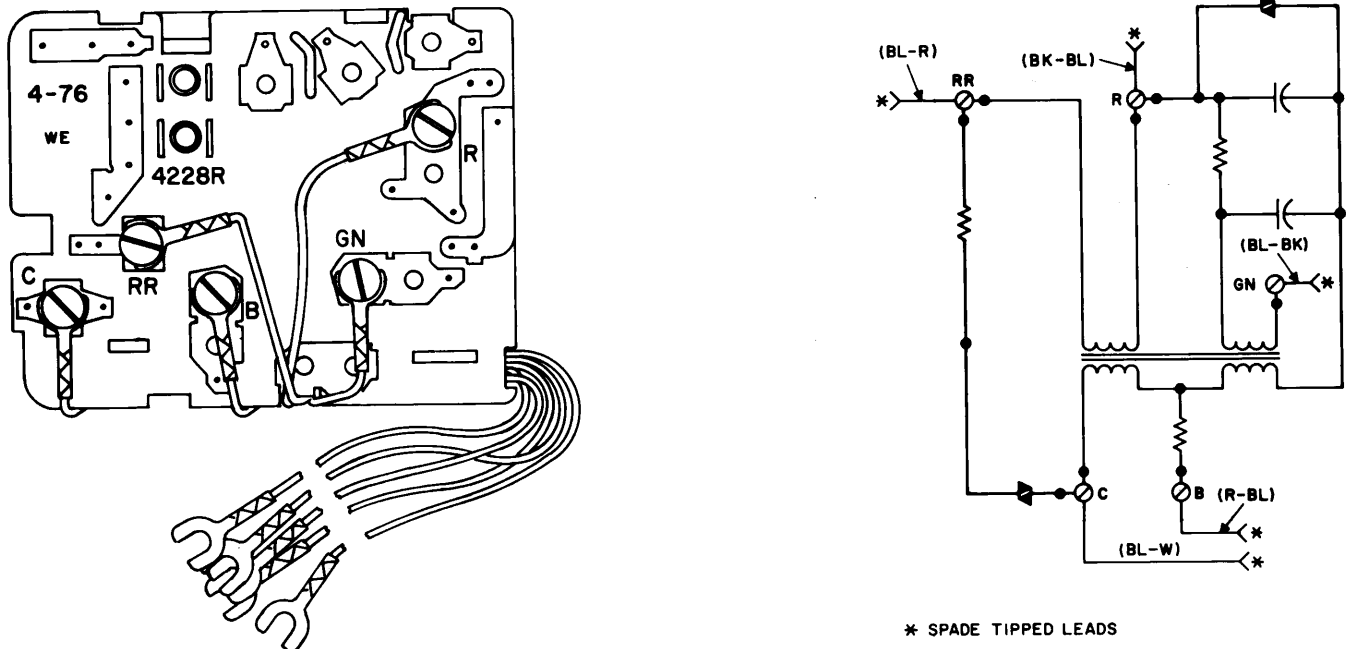 4-76
WE
4228R
R
GN
C
RR
B
(BL-R)
RR
(BK-BL)
*
R
*
(BL-BK)
GN
*
C
B
(R-BL)
*
(BL-W)
*
* SPADE TIPPED LEADS